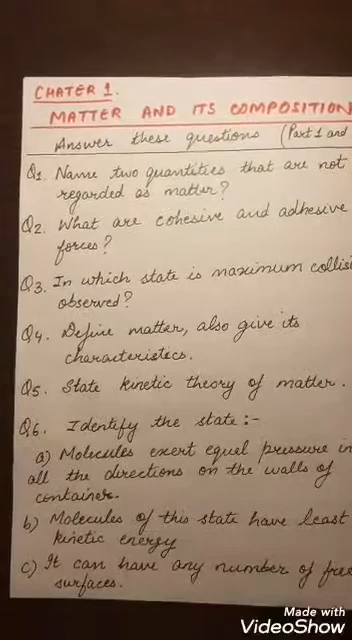 CHATER 1.
MATTER AND ITS COMPOSITION
Answer these questions (Part 1 and
Q1. Name two quantities that are not
regarded as matter?
Q2. What are cohesive and adhesive
forces?
Q3. In which state is maximum collisi
observed?
Q4. Define matter, also give its
characteristics.
Q5. State kinetic theory of matter.
Q6. Identify the state :-
a) Molecules exert equal pressure in
all the directions on the walls of
container.
b) Molecules of this state have least
kinetic energy
c) It can have any number of free
surfaces.
Made with
VideoShow